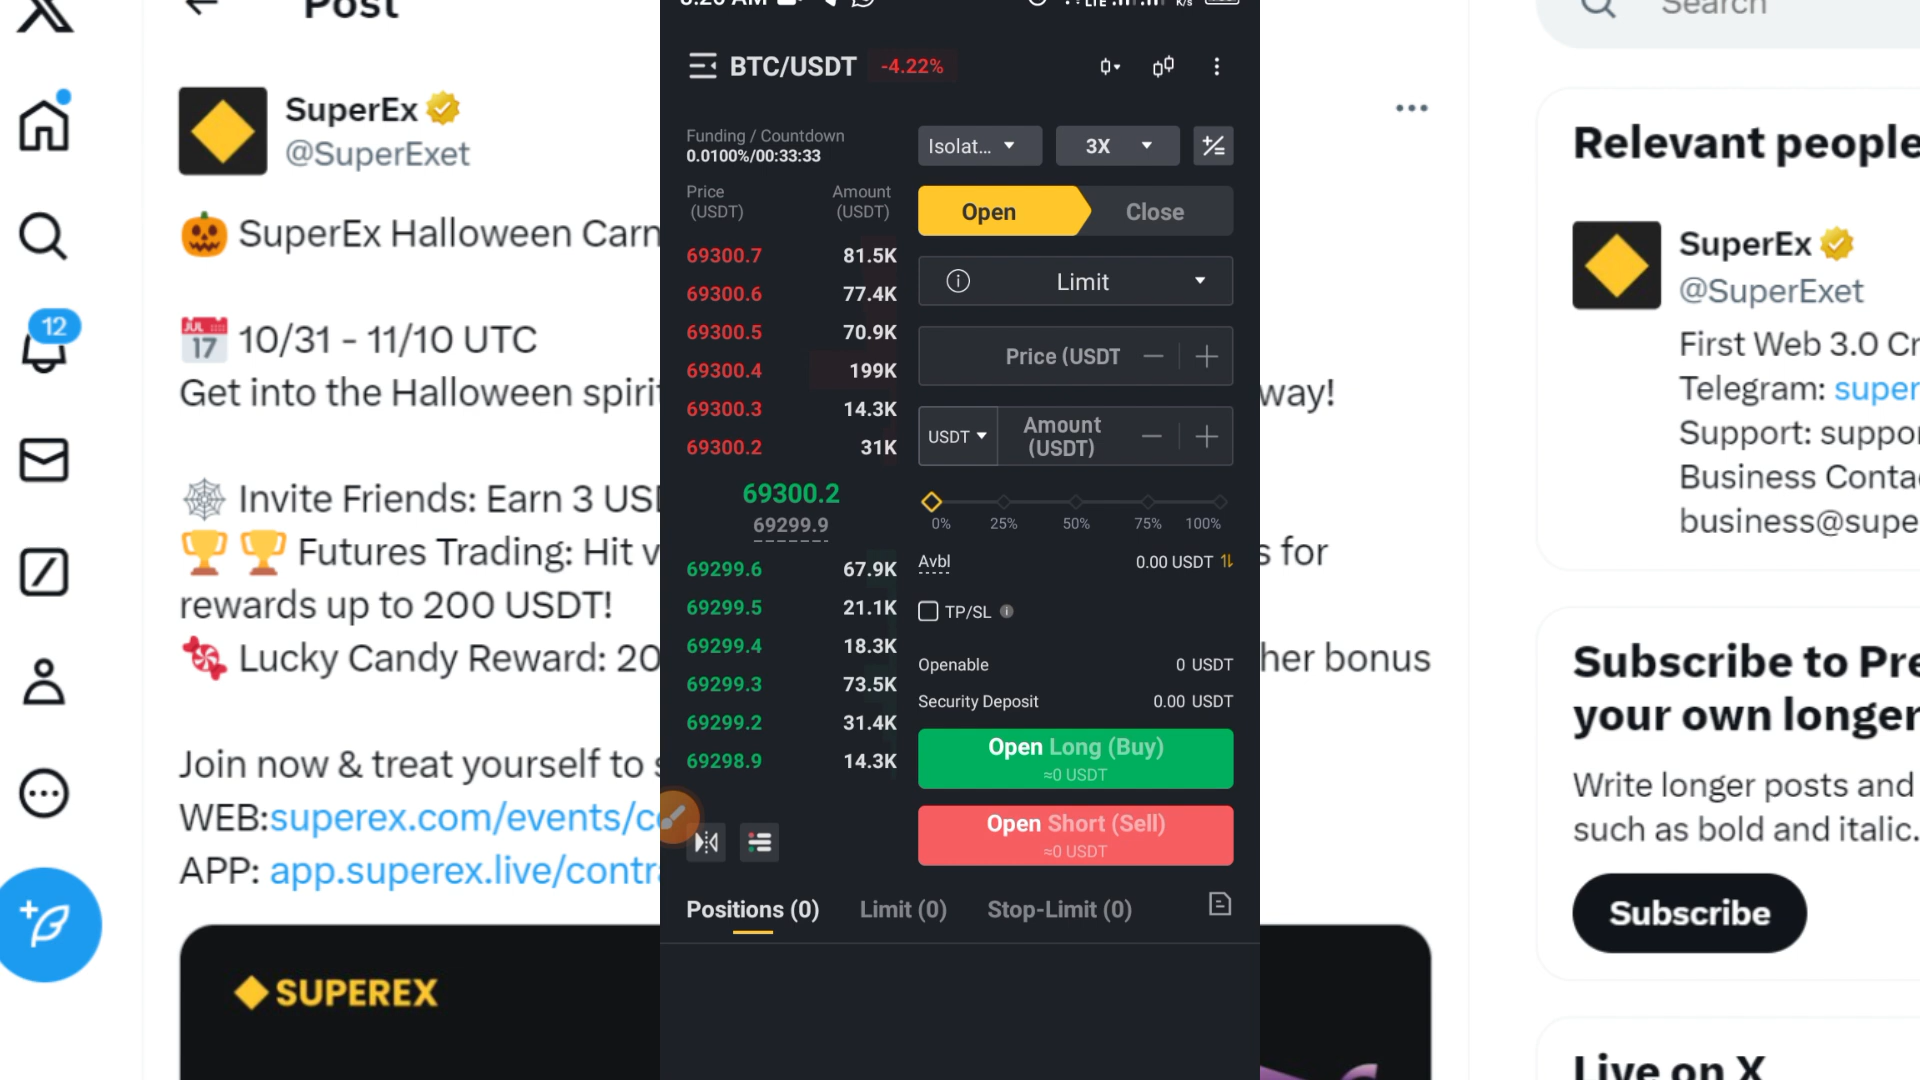 Post
SuperEx
@SuperExet
🎃 SuperEx Halloween Carn
JUL 17 10/31 - 11/10 UTC
Get into the Halloween spirit way!
🕸️ Invite Friends: Earn 3 USD
🏆 🏆 Futures Trading: Hit v s for
rewards up to 200 USDT!
🍬 Lucky Candy Reward: 20 her bonus
Join now & treat yourself to s
WEB:superex.com/events/co
APP: app.superex.live/contra
SUPEREX
12
BTC/USDT -4.22%
Funding / Countdown
0.0100%/00:33:33
Price (USDT) Amount (USDT)
69300.7 81.5K
69300.6 77.4K
69300.5 70.9K
69300.4 199K
69300.3 14.3K
69300.2 31K
69300.2
69299.9
69299.6 67.9K
69299.5 21.1K
69299.4 18.3K
69299.3 73.5K
69299.2 31.4K
69298.9 14.3K
Isolat... 3X
Open Close
Limit
Price (USDT
USDT Amount (USDT)
0% 25% 50% 75% 100%
Avbl 0.00 USDT
TP/SL
Openable 0 USDT
Security Deposit 0.00 USDT
Open Long (Buy)
≈0 USDT
Open Short (Sell)
≈0 USDT
Positions (0) Limit (0) Stop-Limit (0)
Search
Relevant people
SuperEx
@SuperExet
First Web 3.0 Cr
Telegram: super
Support: suppor
Business Conta
business@supe
Subscribe to Pre
your own longer
Write longer posts and
such as bold and italic.
Subscribe
Live on X